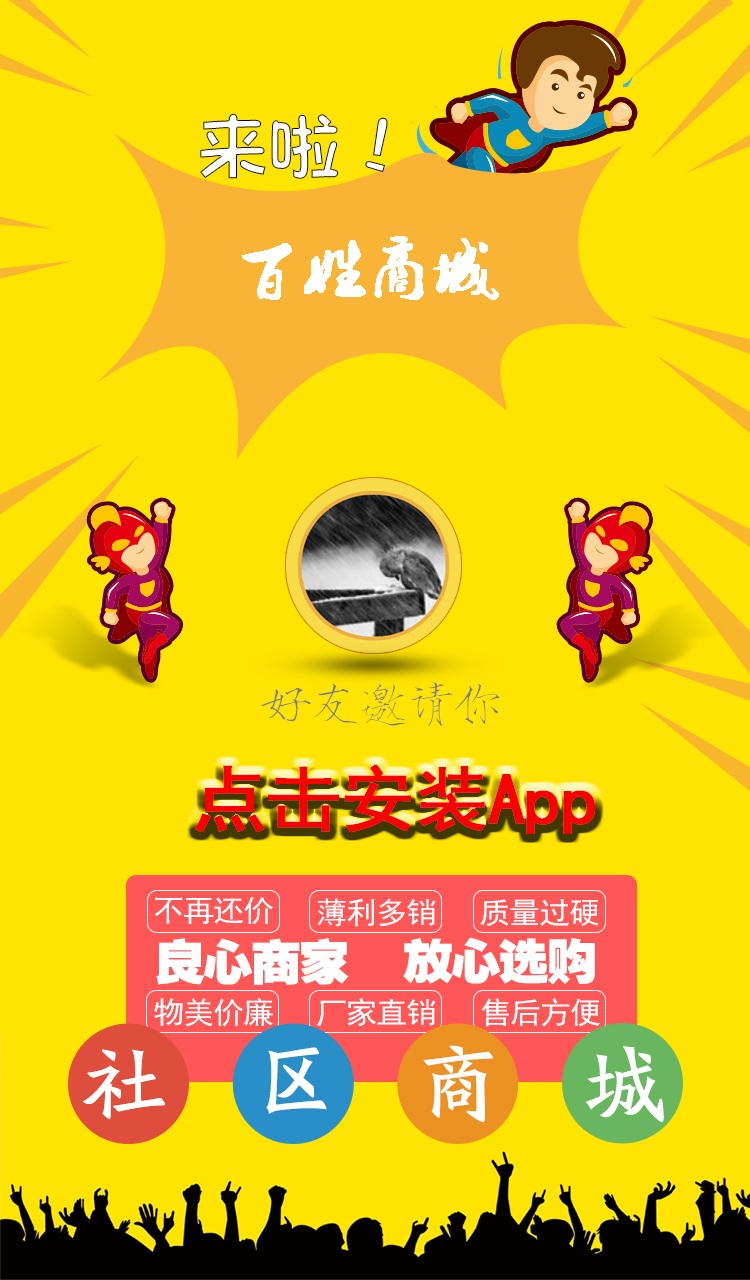 来啦！
百姓商城
好友邀请你
点击安装App
不再还价 薄利多销 质量过硬
良心商家 放心选购
物美价廉 厂家直销 售后方便
社区商城